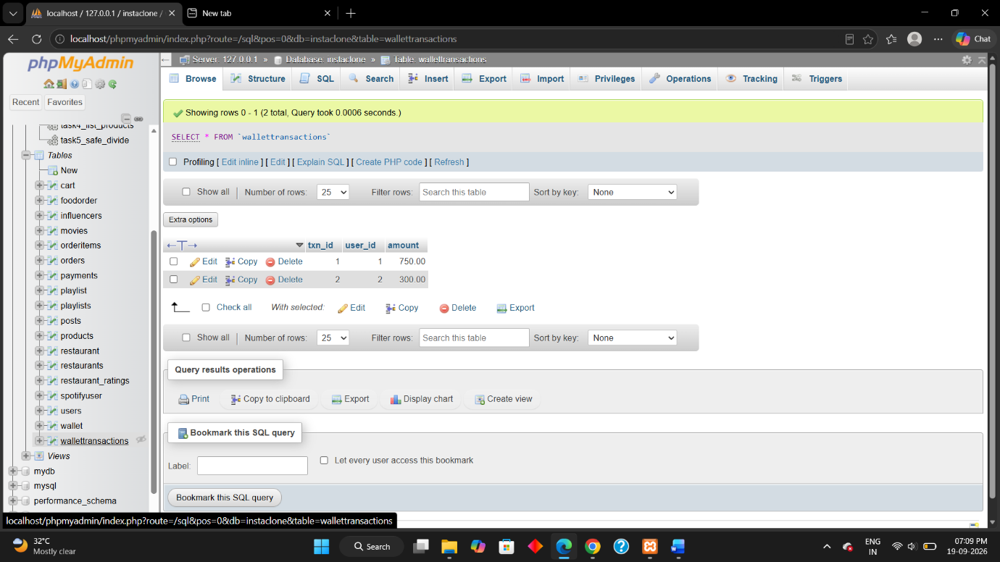 localhost / 127.0.0.1 / instaclone /
New tab
localhost/phpmyadmin/index.php?route=/sql&pos=0&db=instaclone&table=wallettransactions
Chat
phpMyAdmin
Recent Favorites
task4_list_products
task5_safe_divide
Tables
New
cart
foodorder
influencers
movies
orderitems
orders
payments
playlist
playlists
posts
products
restaurant
restaurants
restaurant_ratings
spotifyuser
users
wallet
wallettransactions
Views
mydb
mysql
performance_schema
Server: 127.0.0.1 » Database: instaclone » Table: wallettransactions
Browse Structure SQL Search Insert Export Import Privileges Operations Tracking Triggers
Showing rows 0 - 1 (2 total, Query took 0.0006 seconds.)
SELECT * FROM `wallettransactions`
Profiling [ Edit inline ] [ Edit ] [ Explain SQL ] [ Create PHP code ] [ Refresh ]
Show all | Number of rows: 25 Filter rows: Search this table Sort by key: None
Extra options
←T→ txn_id user_id amount
Edit Copy Delete 1 1 750.00
Edit Copy Delete 2 2 300.00
Check all With selected: Edit Copy Delete Export
Show all | Number of rows: 25 Filter rows: Search this table Sort by key: None
Query results operations
Print Copy to clipboard Export Display chart Create view
Bookmark this SQL query
Label: Let every user access this bookmark
Bookmark this SQL query
localhost/phpmyadmin/index.php?route=/sql&pos=0&db=instaclone&table=wallettransactions
32°C
Mostly clear
Search
ENG
IN
07:09 PM
19-09-2026